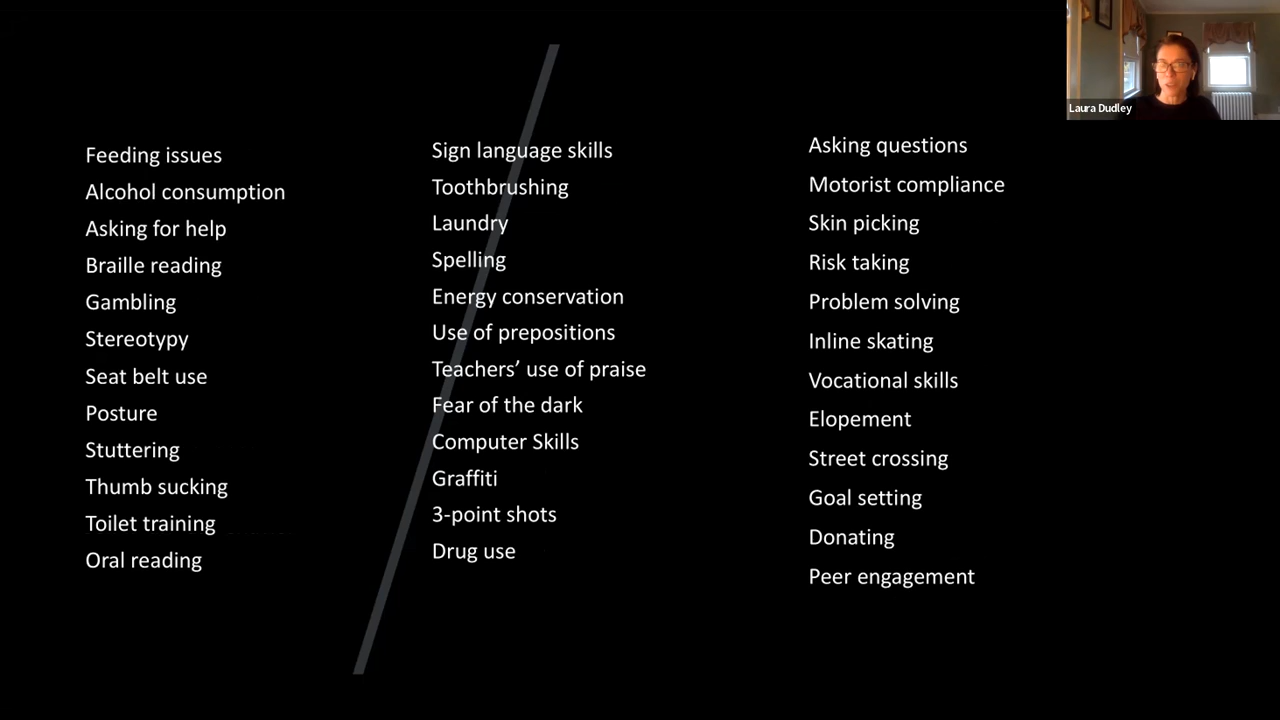 Laura Dudley
Feeding issues
Alcohol consumption
Asking for help
Braille reading
Gambling
Stereotypy
Seat belt use
Posture
Stuttering
Thumb sucking
Toilet training
Oral reading
Sign language skills
Toothbrushing
Laundry
Spelling
Energy conservation
Use of prepositions
Teachers’ use of praise
Fear of the dark
Computer Skills
Graffiti
3-point shots
Drug use
Asking questions
Motorist compliance
Skin picking
Risk taking
Problem solving
Inline skating
Vocational skills
Elopement
Street crossing
Goal setting
Donating
Peer engagement